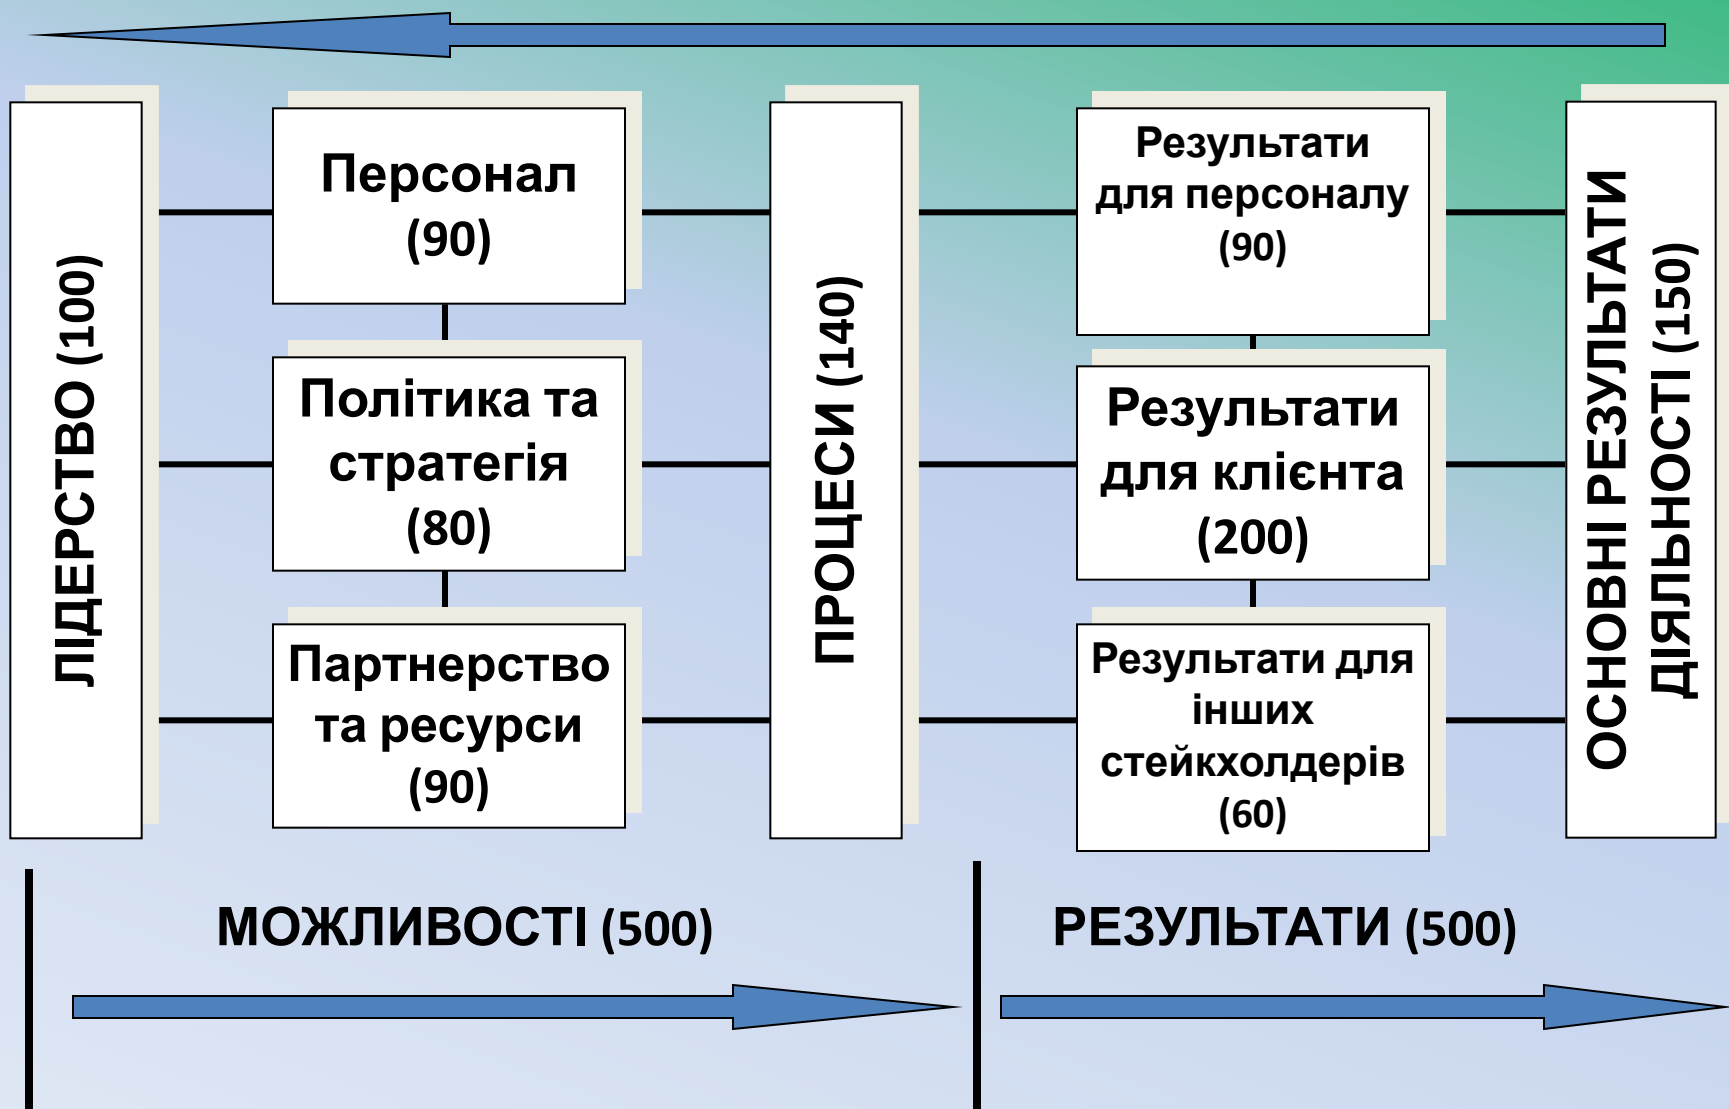 ЛІДЕРСТВО (100)
Персонал
(90)
Політика та
стратегія
(80)
Партнерство
та ресурси
(90)
ПРОЦЕСИ (140)
Результати
для персоналу
(90)
Результати
для клієнта
(200)
Результати для
інших
стейкхолдерів
(60)
ОСНОВНІ РЕЗУЛЬТАТИ
ДІЯЛЬНОСТІ (150)
МОЖЛИВОСТІ (500)
РЕЗУЛЬТАТИ (500)